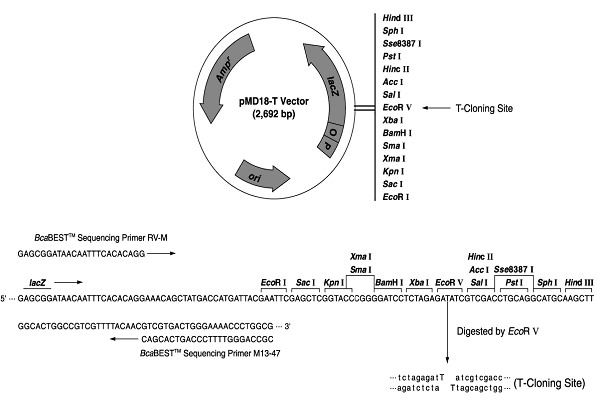 Hind III
Sph I
Sse8387 I
Pst I
Hinc II
Acc I
Sal I
EcoR V
T-Cloning Site
Xba I
BamH I
Sma I
Xma I
Kpn I
Sac I
EcoR I
Ampʳ
lacZ
O
P
ori
pMD18-T Vector
(2,692 bp)
BcaBEST™ Sequencing Primer RV-M
GAGCGGATAACAATTTCACACAGG
Xma I Hinc II
lacZ Sma I Acc I Sse8387 I
EcoR I Sac I Kpn I BamH I Xba I EcoR V Sal I Pst I Sph I Hind III
5' ··· GAGCGGATAACAATTTCACACAGGAAACAGCTATGACCATGATTACGAATTCGAGCTCGGTACCCGGGGATCCTCTAGAGATATCGTCGACCTGCAGGCATGCAAGCTT
GGCACTGGCCGTCGTTTTACAACGTCGTGACTGGGAAAACCCTGGCG ··· 3'
CAGCACTGACCCTTTTGGGACCGC
BcaBEST™ Sequencing Primer M13-47
Digested by EcoR V
···tctagagatT atcgtcgacc···
···agatctcta Ttagcagctgg···
(T-Cloning Site)